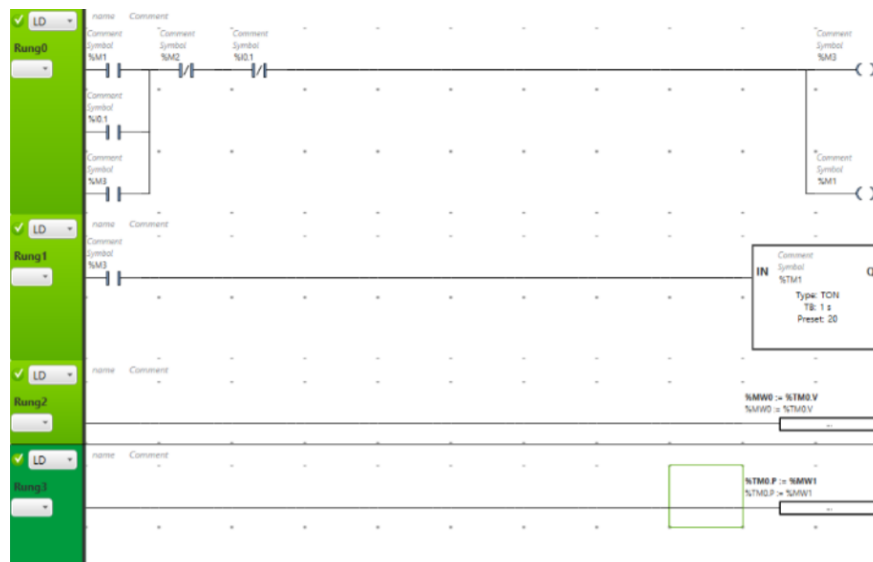 LD
name Comment
Rung0
Comment Comment Comment Comment
Symbol Symbol Symbol Symbol
%M1 %M2 %I0.1 %M3
Comment
Symbol
%I0.1
Comment Comment
Symbol Symbol
%M3 %M1
LD
name Comment
Rung1
Comment
Symbol
%M3
Comment
IN Symbol Q
%TM1
Type: TON
TB: 1 s
Preset: 20
LD
name Comment
Rung2
%MW0 := %TM0.V
%MW0 := %TM0.V
LD
name Comment
Rung3
%TM0.P := %MW1
%TM0.P := %MW1